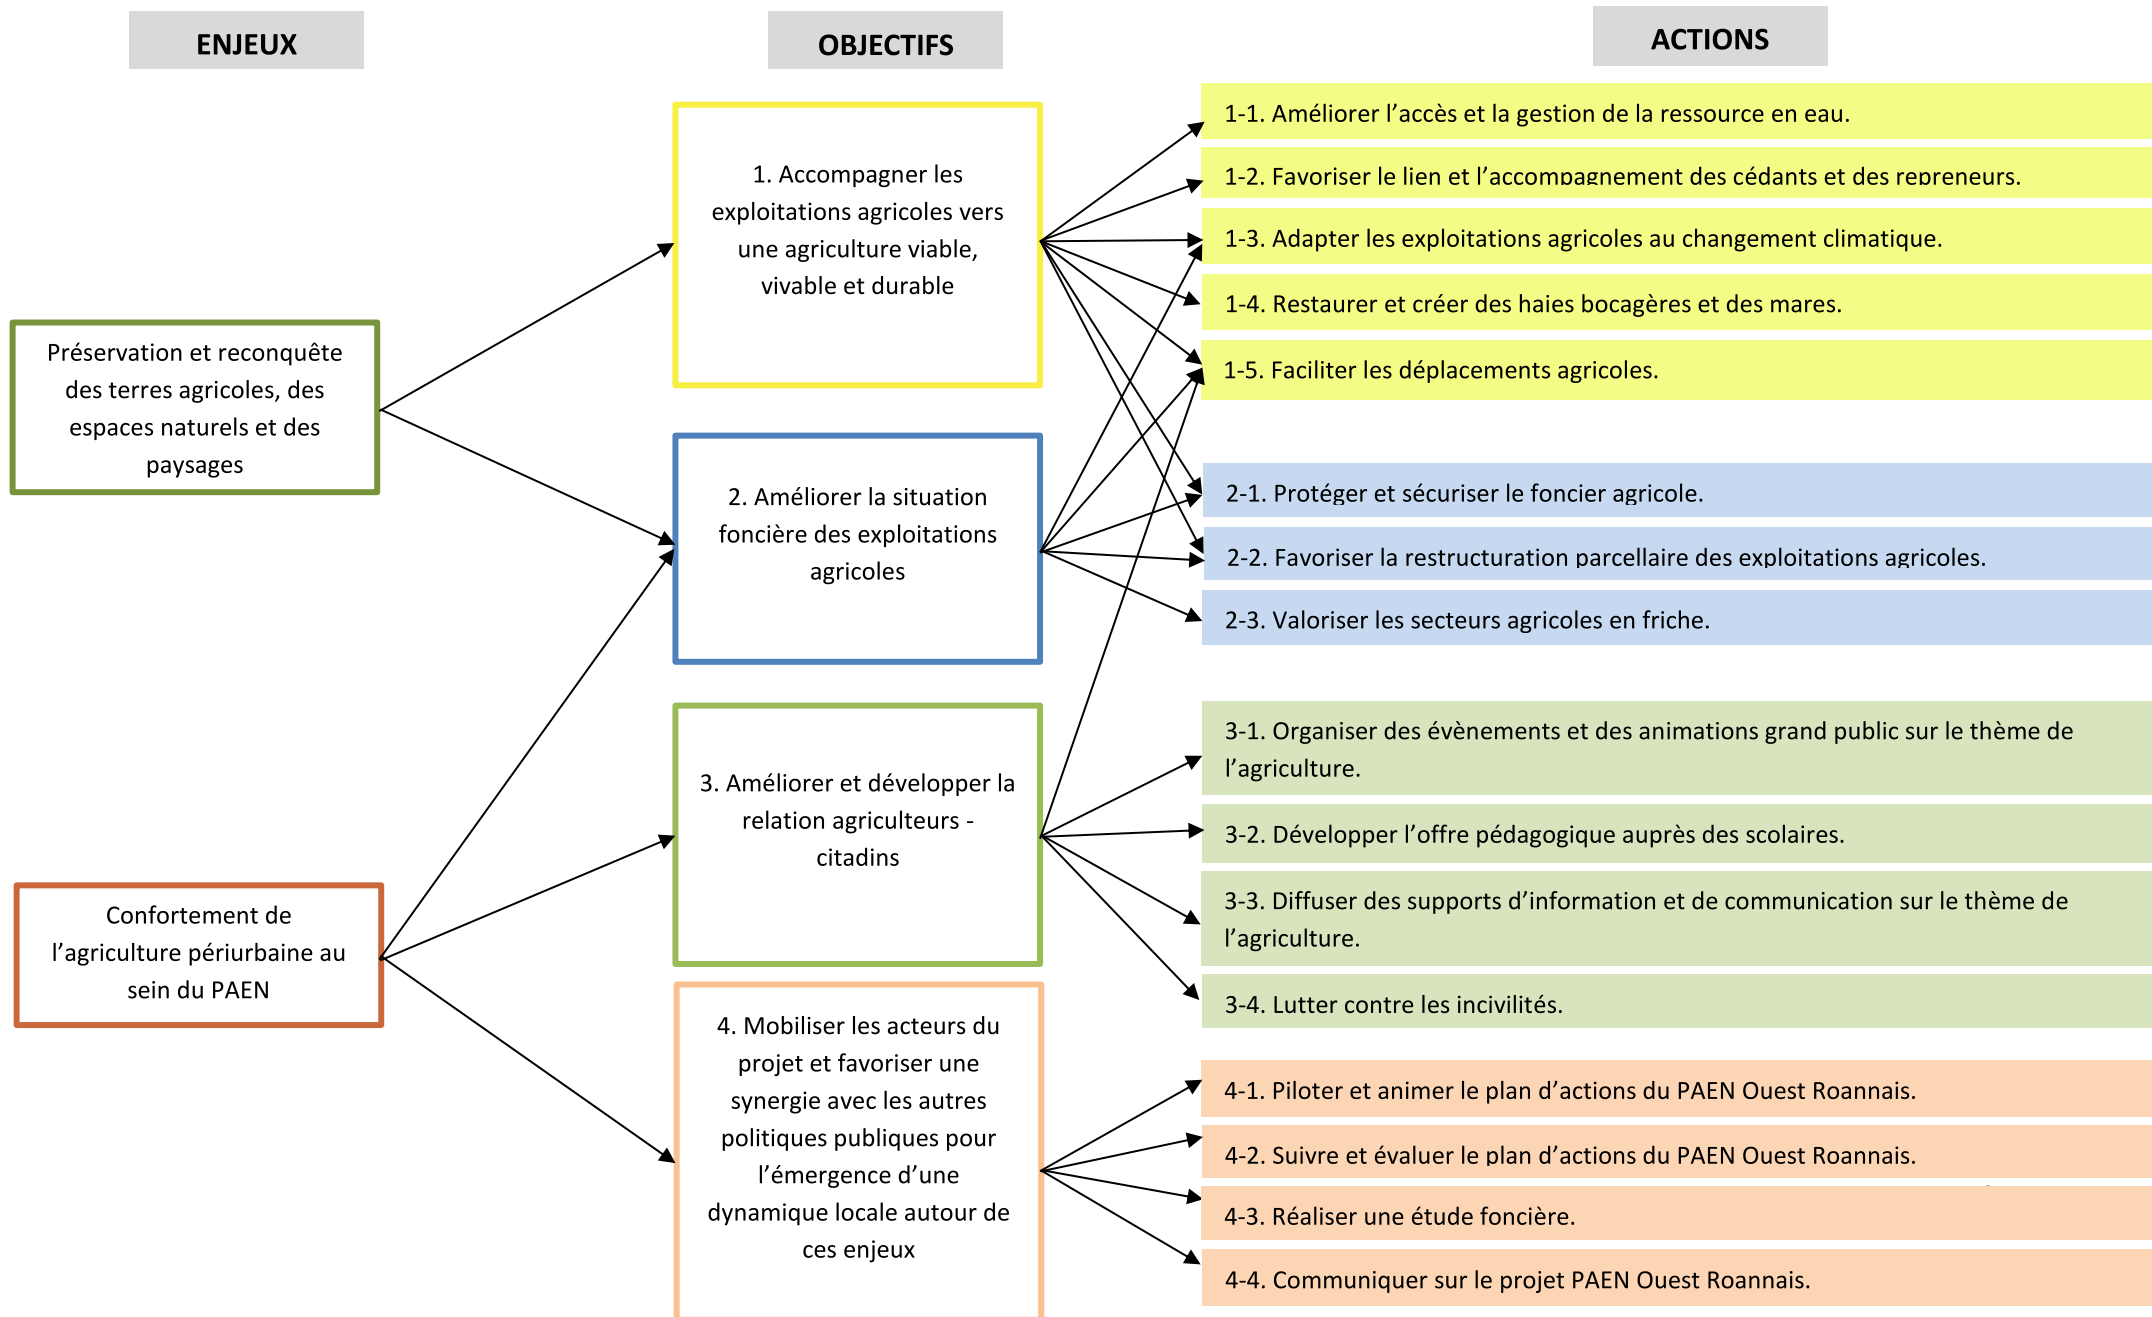 ENJEUX
OBJECTIFS
ACTIONS
Préservation et reconquête
des terres agricoles, des
espaces naturels et des
paysages
Confortement de
l’agriculture périurbaine au
sein du PAEN
1. Accompagner les
exploitations agricoles vers
une agriculture viable,
vivable et durable
2. Améliorer la situation
foncière des exploitations
agricoles
3. Améliorer et développer la
relation agriculteurs -
citadins
4. Mobiliser les acteurs du
projet et favoriser une
synergie avec les autres
politiques publiques pour
l’émergence d’une
dynamique locale autour de
ces enjeux
1-1. Améliorer l’accès et la gestion de la ressource en eau.
1-2. Favoriser le lien et l’accompagnement des cédants et des repreneurs.
1-3. Adapter les exploitations agricoles au changement climatique.
1-4. Restaurer et créer des haies bocagères et des mares.
1-5. Faciliter les déplacements agricoles.
2-1. Protéger et sécuriser le foncier agricole.
2-2. Favoriser la restructuration parcellaire des exploitations agricoles.
2-3. Valoriser les secteurs agricoles en friche.
3-1. Organiser des évènements et des animations grand public sur le thème de
l’agriculture.
3-2. Développer l’offre pédagogique auprès des scolaires.
3-3. Diffuser des supports d’information et de communication sur le thème de
l’agriculture.
3-4. Lutter contre les incivilités.
4-1. Piloter et animer le plan d’actions du PAEN Ouest Roannais.
4-2. Suivre et évaluer le plan d’actions du PAEN Ouest Roannais.
4-3. Réaliser une étude foncière.
4-4. Communiquer sur le projet PAEN Ouest Roannais.